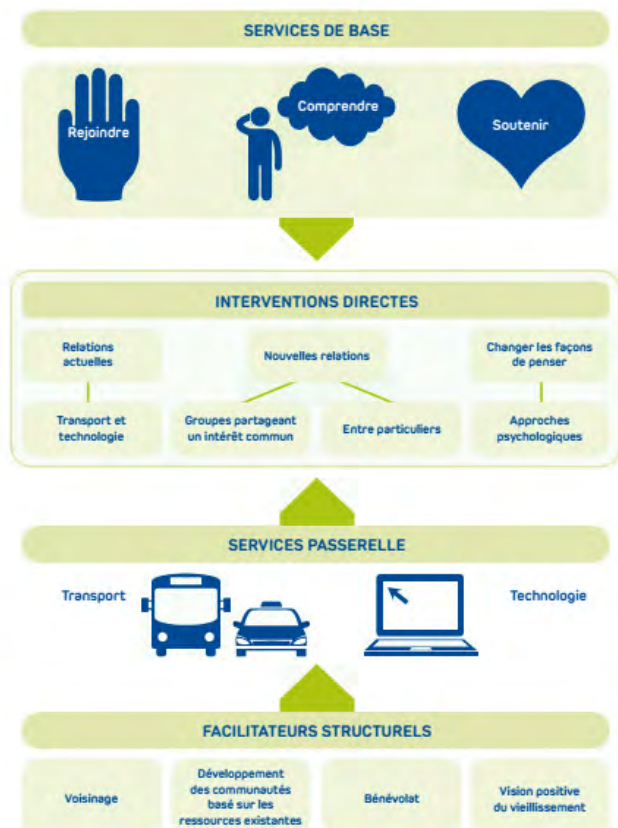 SERVICES DE BASE
Rejoindre
Comprendre
Soutenir
INTERVENTIONS DIRECTES
Relations
actuelles
Nouvelles relations
Changer les façons
de penser
Transport et
technologie
Groupes partageant
un intérêt commun
Entre particuliers
Approches
psychologiques
SERVICES PASSERELLE
Transport
Technologie
FACILITATEURS STRUCTURELS
Voisinage
Développement
des communautés
basé sur les
ressources existantes
Bénévolat
Vision positive
du vieillissement